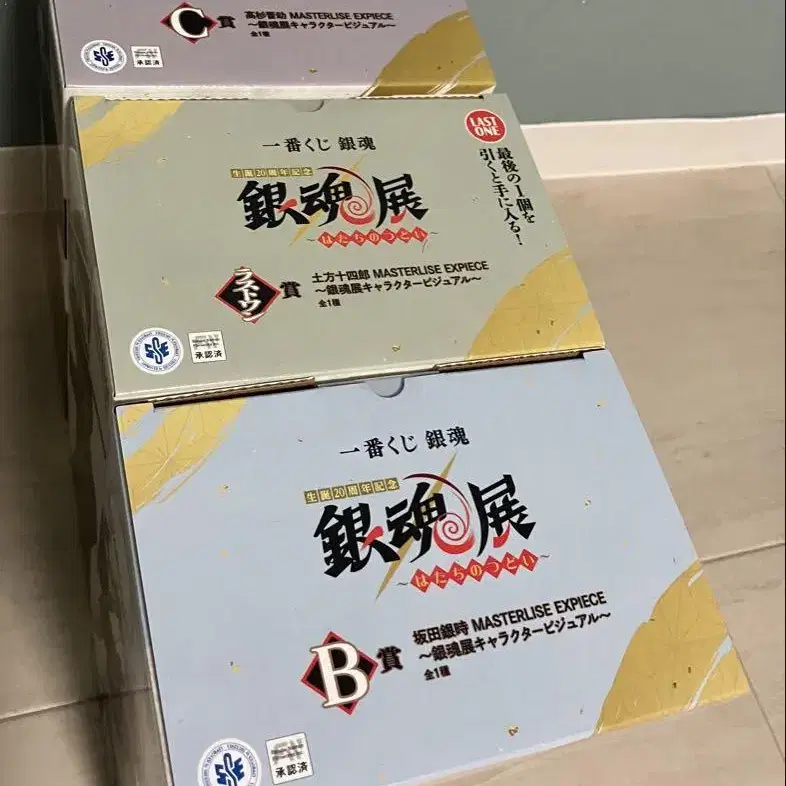 C賞
高杉晋助 MASTERLISE EXPIECE
～銀魂展キャラクタービジュアル～
全1種
承認済
一番くじ 銀魂
生誕20周年記念
銀魂展
～はたちのつどい～
LAST
ONE
最後の1個を
引くと手に入る!
ラストワン賞
土方十四郎 MASTERLISE EXPIECE
～銀魂展キャラクタービジュアル～
全1種
承認済
一番くじ 銀魂
生誕20周年記念
銀魂展
～はたちのつどい～
B賞
坂田銀時 MASTERLISE EXPIECE
～銀魂展キャラクタービジュアル～
全1種
承認済